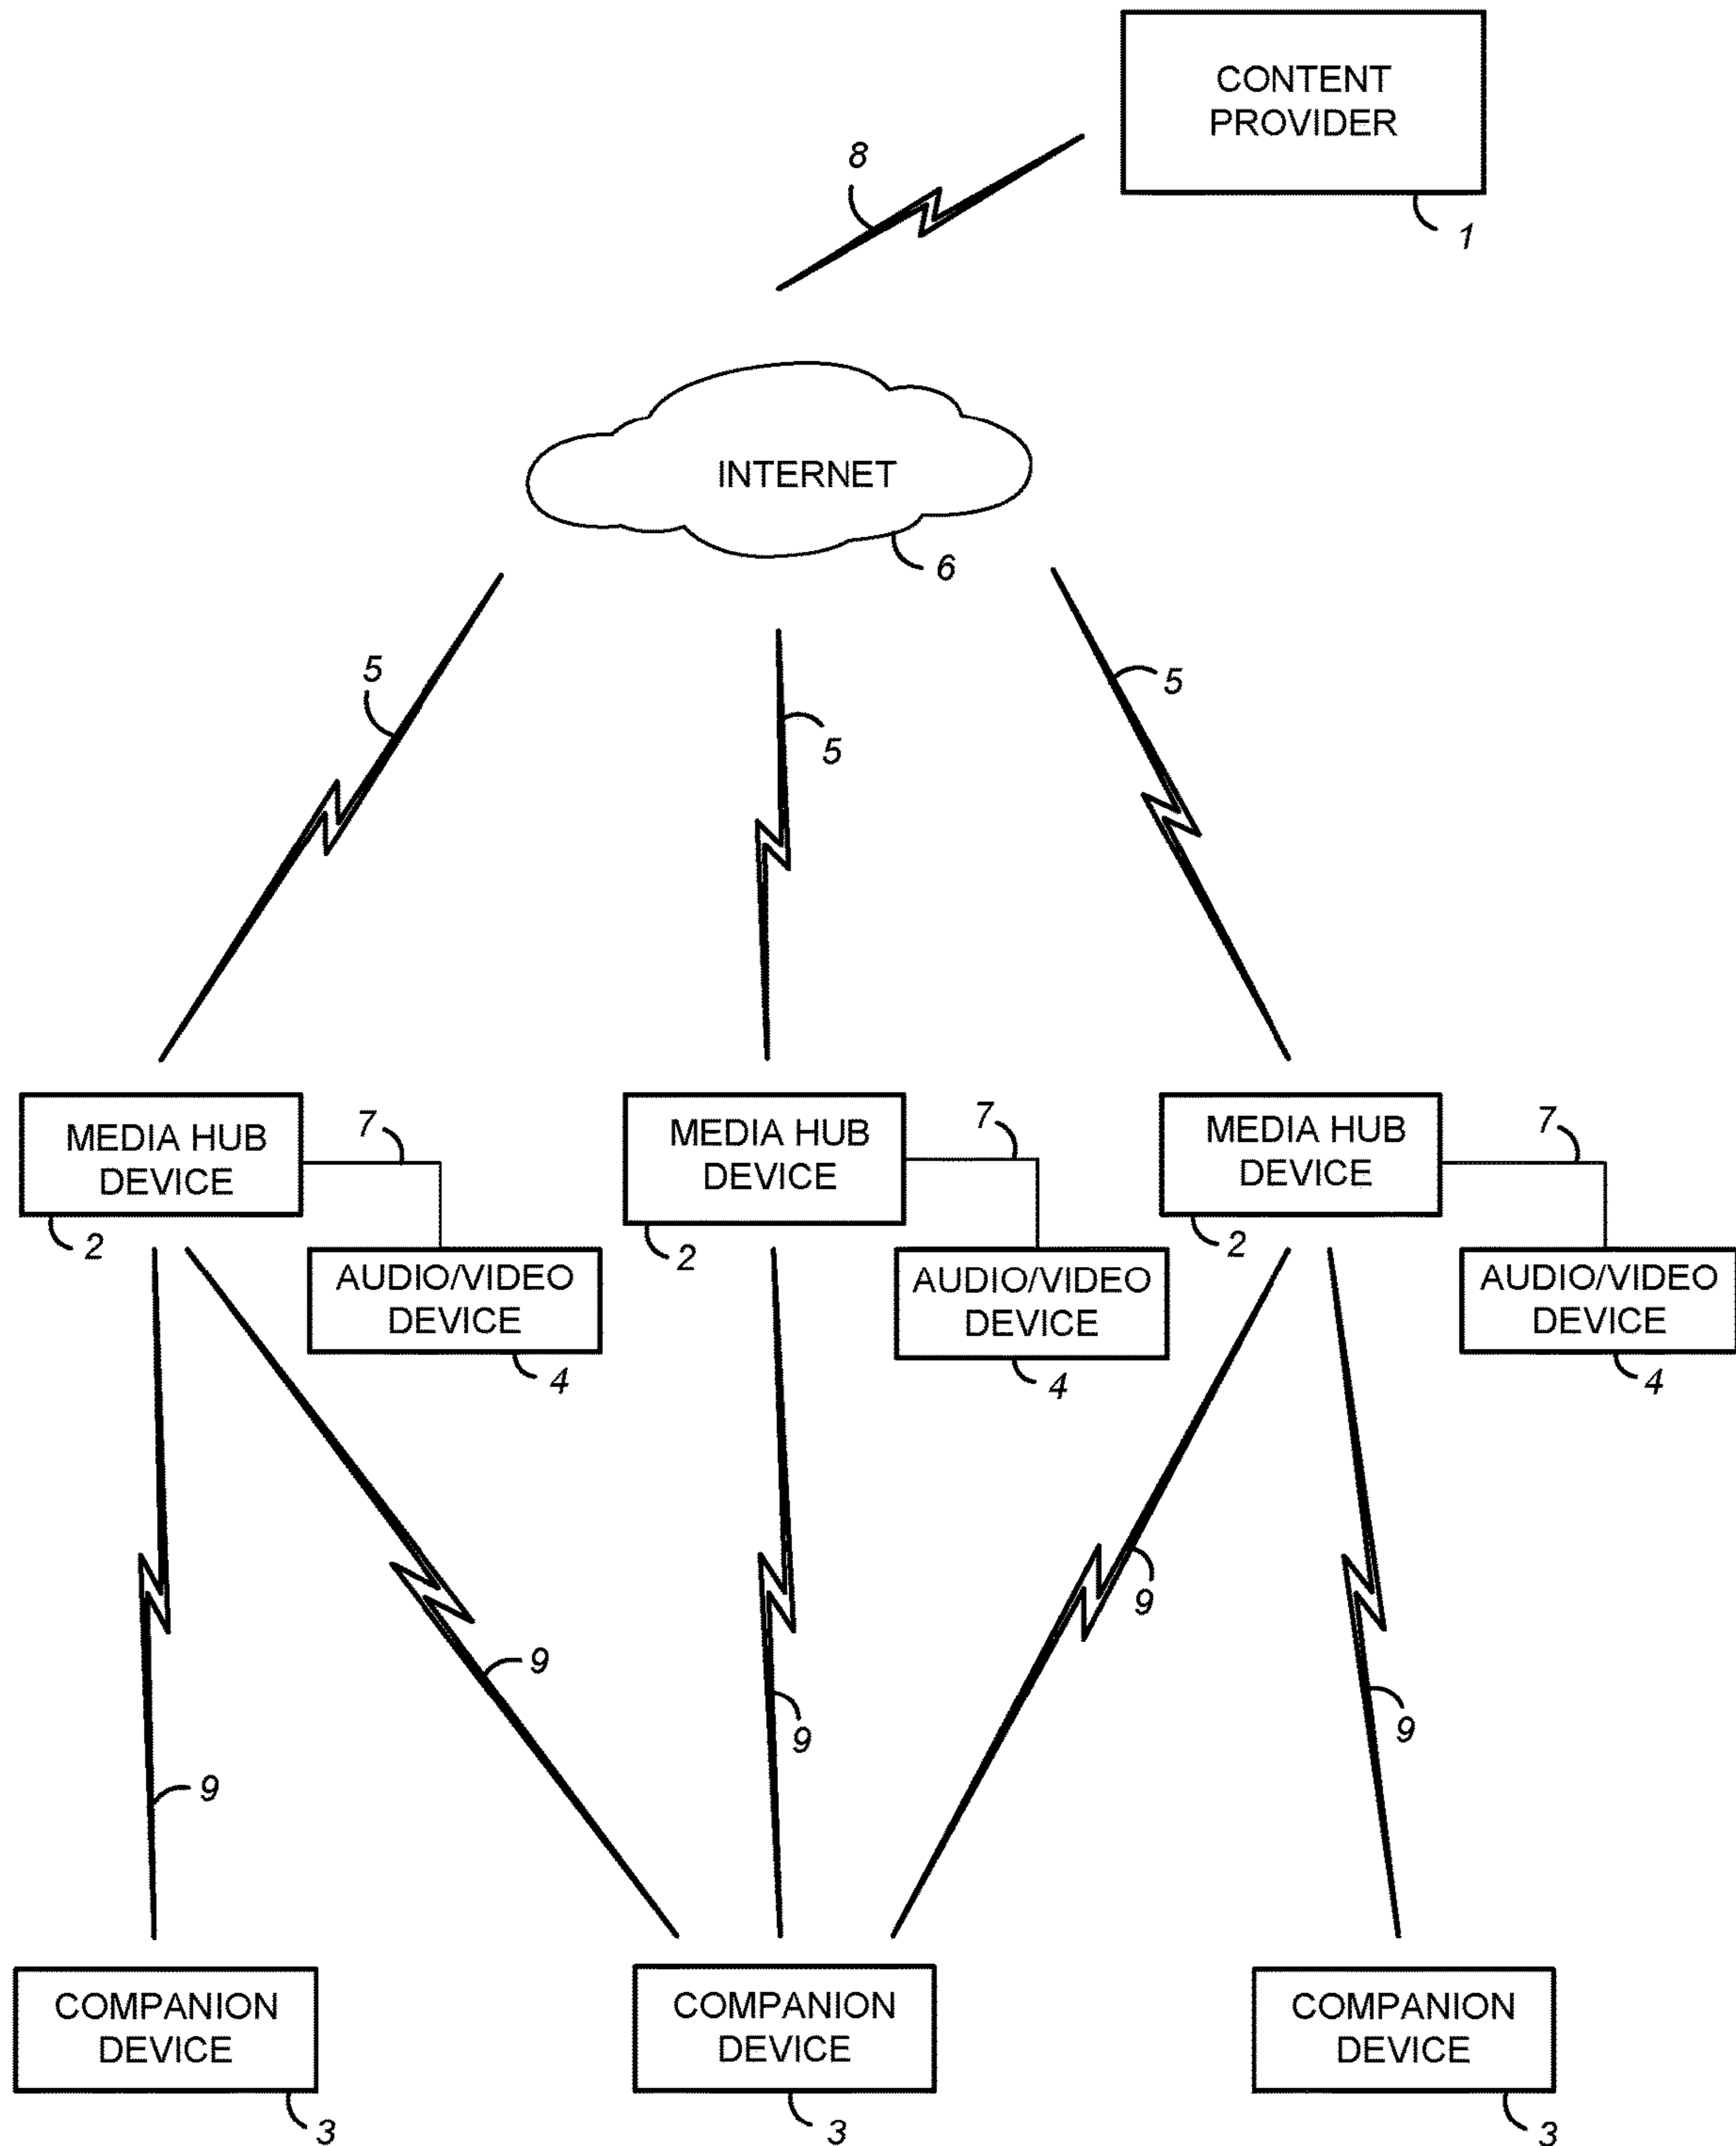 CONTENT
PROVIDER
1
8
INTERNET
6
5
5
5
MEDIA HUB
DEVICE
2
7
AUDIO/VIDEO
DEVICE
4
MEDIA HUB
DEVICE
2
7
AUDIO/VIDEO
DEVICE
4
MEDIA HUB
DEVICE
2
7
AUDIO/VIDEO
DEVICE
4
9
9
9
9
9
COMPANION
DEVICE
3
COMPANION
DEVICE
3
COMPANION
DEVICE
3